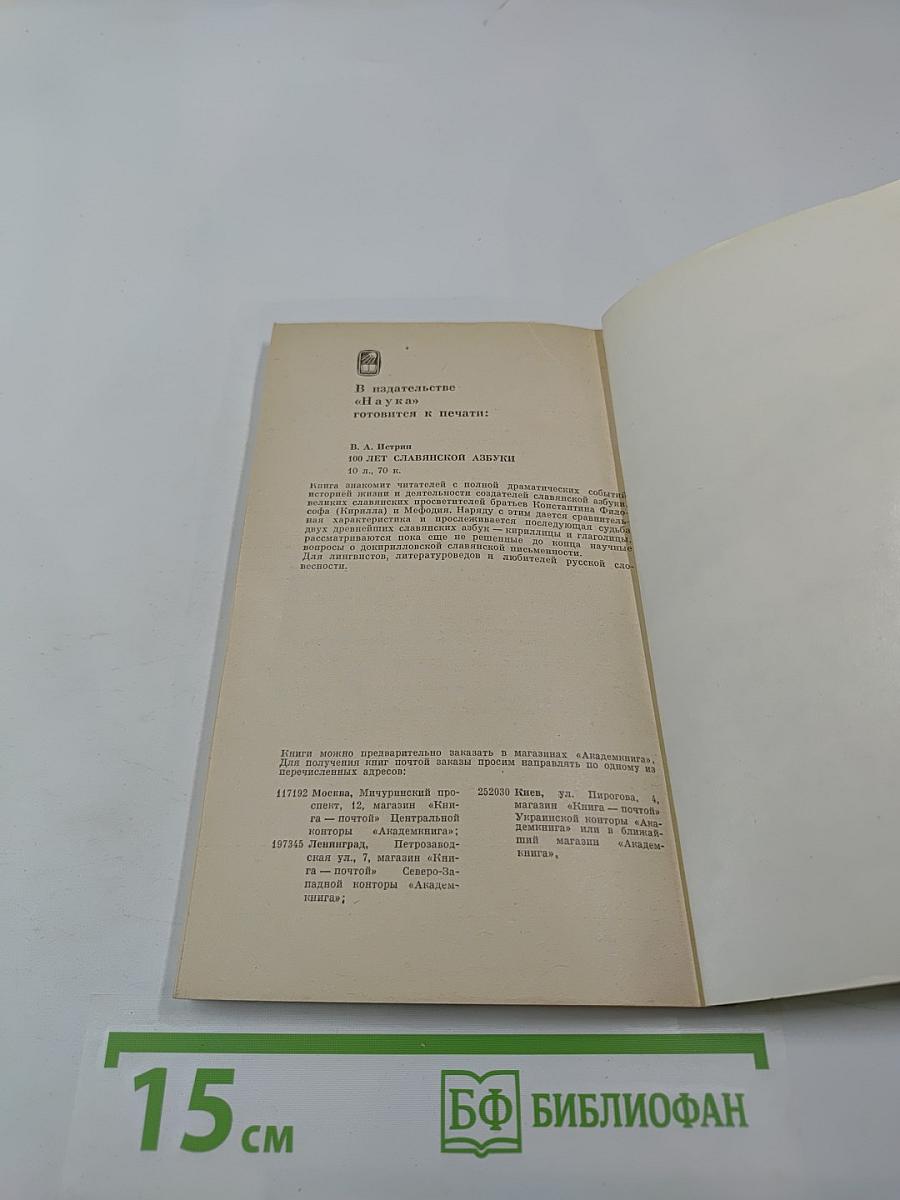 В издательстве
«Наука»
готовится к печати:
В. А. Истрин
100 ЛЕТ СЛАВЯНСКОЙ АЗБУКИ
10 л., 70 к.
Книга знакомит читателей с полной драматических событий
историей жизни и деятельности создателей славянской азбуки,
великих славянских просветителей братьев Константина Фило-
софа (Кирилла) и Мефодия. Наряду с этим дается сравнитель-
ная характеристика и прослеживается последующая судьба
двух древнейших славянских азбук — кириллицы и глаголицы,
рассматриваются пока еще не решенные до конца научные
вопросы о докирилловской славянской письменности.
Для лингвистов, литературоведов и любителей русской сло-
весности.
Книги можно предварительно заказать в магазинах «Академкнига».
Для получения книг почтой заказы просим направлять по одному из
перечисленных адресов:
117192 Москва, Мичуринский про-
спект, 12, магазин «Кни-
га — почтой» Центральной
конторы «Академкнига»;
197345 Ленинград, Петрозавод-
ская ул., 7, магазин «Кни-
га — почтой» Северо-За-
падной конторы «Академ-
книга»;
252030 Киев, ул. Пирогова, 4,
магазин «Книга — почтой»
Украинской конторы «Ака-
демкнига» или в ближай-
ший магазин «Академ-
книга».
15 см
БФ БИБЛИОФАН